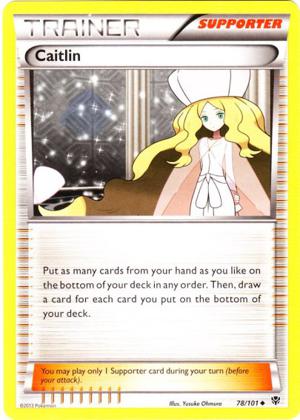 TRAINER SUPPORTER
Caitlin
Put as many cards from your hand as you like
on the bottom of your deck in any order. Then, draw
a card for each card you put on the bottom of
your deck.
You may play only 1 Supporter card during your turn (before
your attack).
©2013 Pokémon Illus. Yusuke Ohmura 78/101